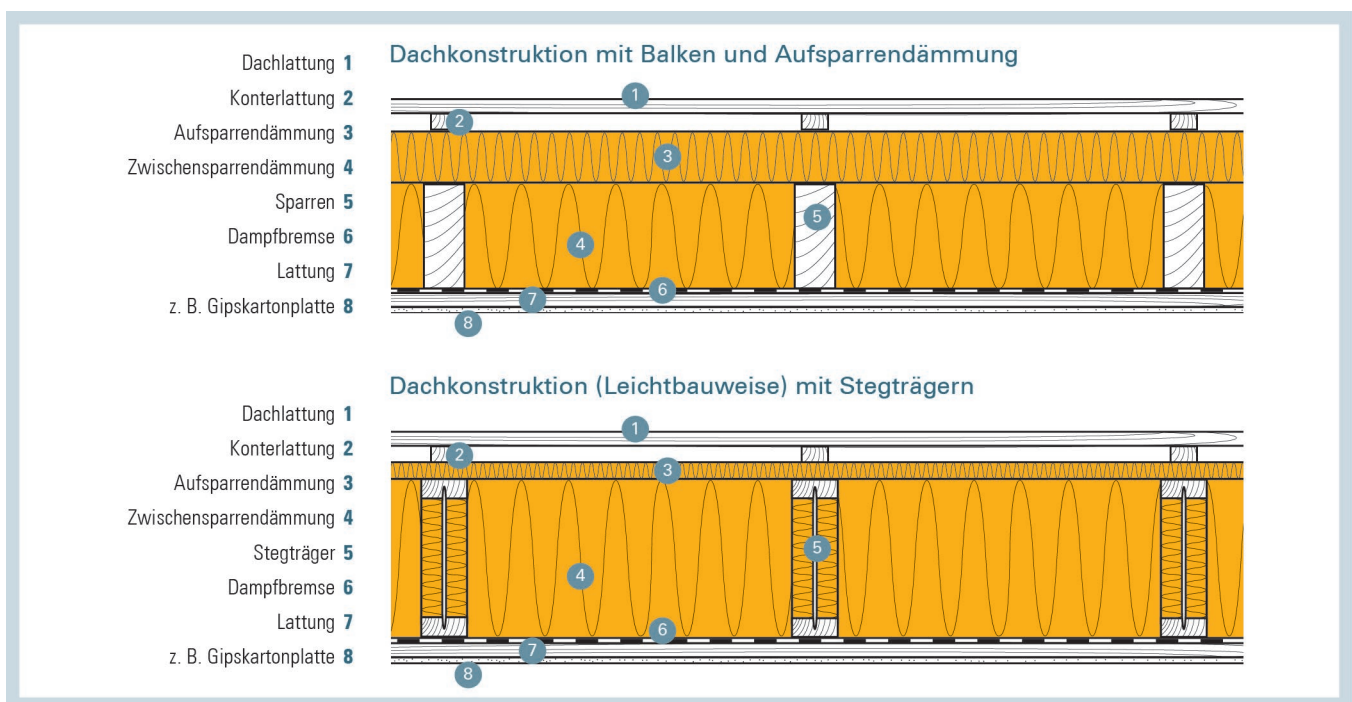 Dachkonstruktion mit Balken und Aufsparrendämmung
Dachlattung 1
Konterlattung 2
Aufsparrendämmung 3
Zwischensparrendämmung 4
Sparren 5
Dampfbremse 6
Lattung 7
z. B. Gipskartonplatte 8
1
2
3
5
4
6
7
8
Dachkonstruktion (Leichtbauweise) mit Stegträgern
Dachlattung 1
Konterlattung 2
Aufsparrendämmung 3
Zwischensparrendämmung 4
Stegträger 5
Dampfbremse 6
Lattung 7
z. B. Gipskartonplatte 8
1
2
3
5
4
6
7
8